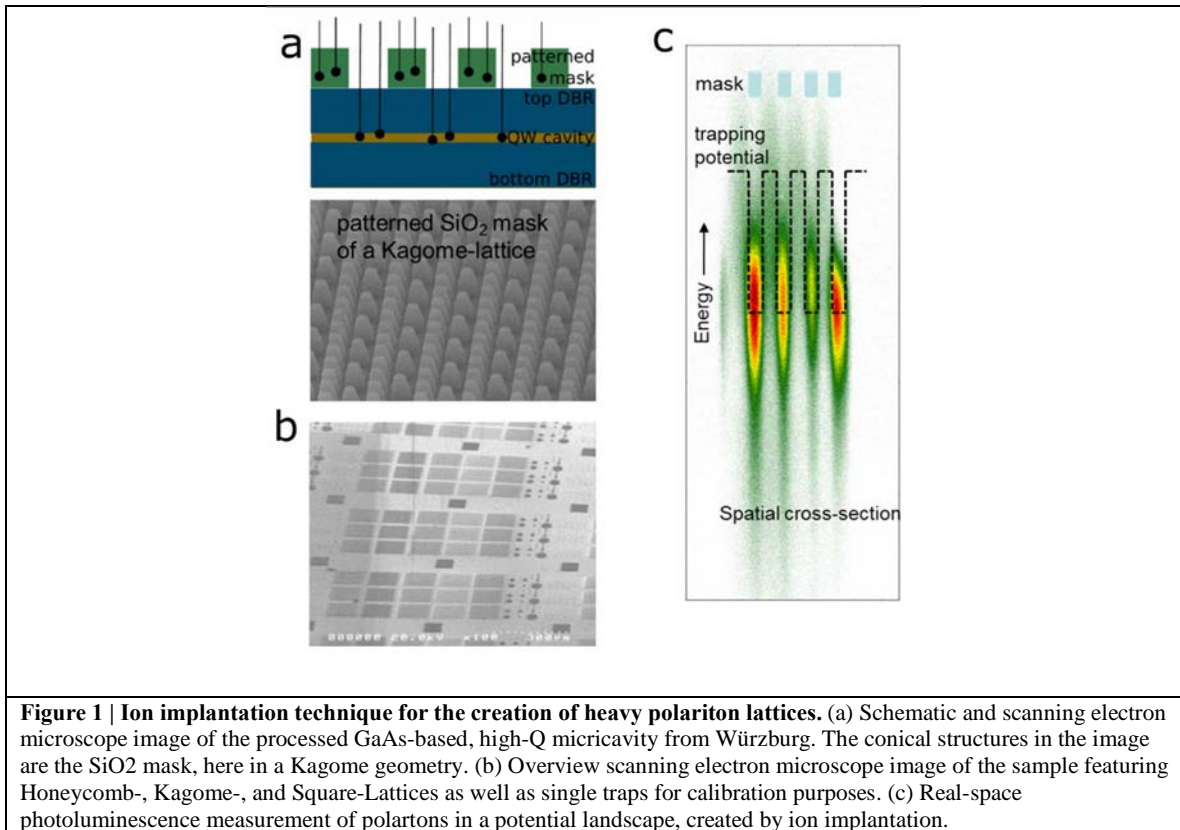 a
patterned
mask
top DBR
QW cavity
bottom DBR
patterned SiO₂ mask
of a Kagome-lattice
b
000000 20.0kV ×100 300µm
c
mask
trapping
potential
Energy
Spatial cross-section
Figure 1 | Ion implantation technique for the creation of heavy polariton lattices. (a) Schematic and scanning electron
microscope image of the processed GaAs-based, high-Q micricavity from Würzburg. The conical structures in the image
are the SiO2 mask, here in a Kagome geometry. (b) Overview scanning electron microscope image of the sample featuring
Honeycomb-, Kagome-, and Square-Lattices as well as single traps for calibration purposes. (c) Real-space
photoluminescence measurement of polartons in a potential landscape, created by ion implantation.